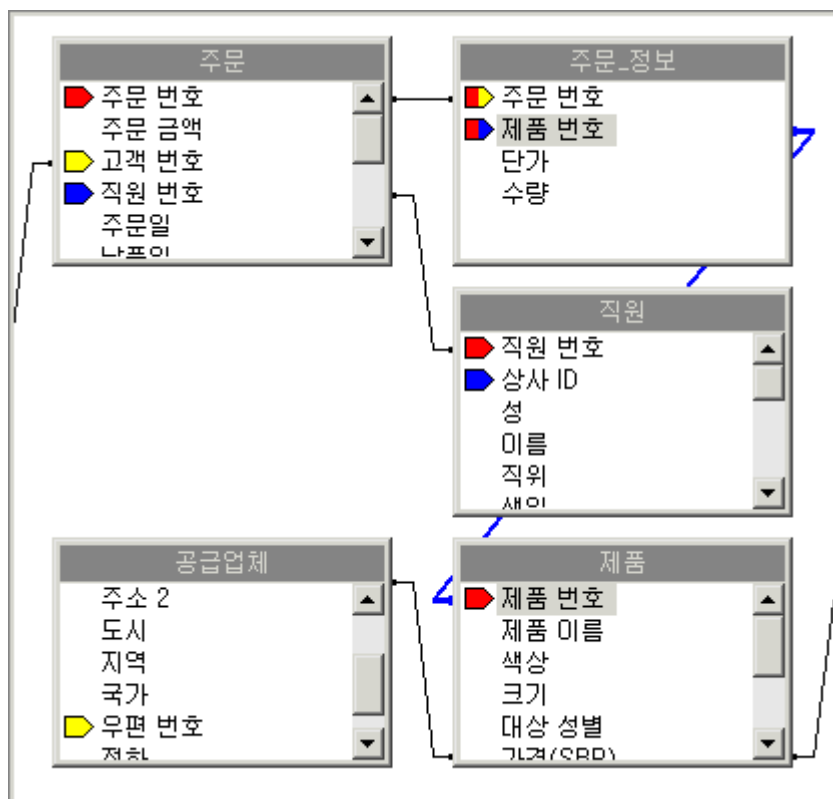 주문
주문 번호
주문 금액
고객 번호
직원 번호
주문일
주문_정보
주문 번호
제품 번호
단가
수량
직원
직원 번호
상사 ID
성
이름
직위
공급업체
주소 2
도시
지역
국가
우편 번호
제품
제품 번호
제품 이름
색상
크기
대상 성별
가격(SRP)